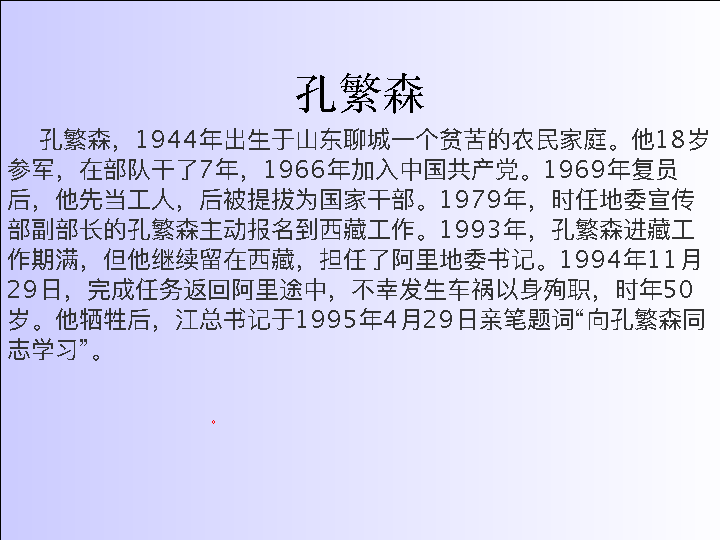 孔繁森
孔繁森，1944年出生于山东聊城一个贫苦的农民家庭。他18岁
参军，在部队干了7年，1966年加入中国共产党。1969年复员
后，他先当工人，后被提拔为国家干部。1979年，时任地委宣传
部副部长的孔繁森主动报名到西藏工作。1993年，孔繁森进藏工
作期满，但他继续留在西藏，担任了阿里地委书记。1994年11月
29日，完成任务返回阿里途中，不幸发生车祸以身殉职，时年50
岁。他牺牲后，江总书记于1995年4月29日亲笔题词“向孔繁森同
志学习”。
。